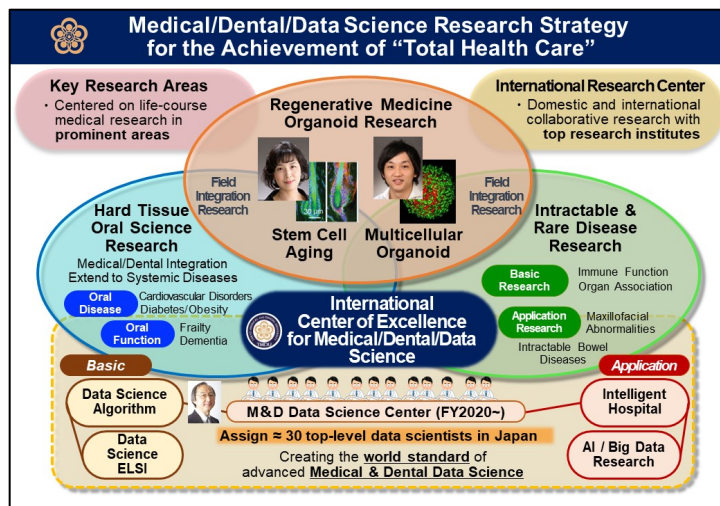 Medical/Dental/Data Science Research Strategy
for the Achievement of “Total Health Care”
Key Research Areas
・Centered on life-course
medical research in
prominent areas
International Research Center
・Domestic and international
collaborative research with
top research institutes
Regenerative Medicine
Organoid Research
30 μm
Stem Cell
Aging
Multicellular
Organoid
Field
Integration
Research
Field
Integration
Research
Hard Tissue
Oral Science
Research
Medical/Dental Integration
Extend to Systemic Diseases
Oral
Disease
Cardiovascular Disorders
Diabetes/Obesity
Oral
Function
Frailty
Dementia
Intractable &
Rare Disease
Research
Basic
Research
Immune Function
Organ Association
Application
Research
Maxillofacial
Abnormalities
Intractable Bowel
Diseases
International
Center of Excellence
for Medical/Dental/Data
Science
Basic
Data Science
Algorithm
Data
Science
ELSI
M&D Data Science Center (FY2020~)
Assign ≈ 30 top-level data scientists in Japan
Creating the world standard of
advanced Medical & Dental Data Science
Application
Intelligent
Hospital
AI / Big Data
Research